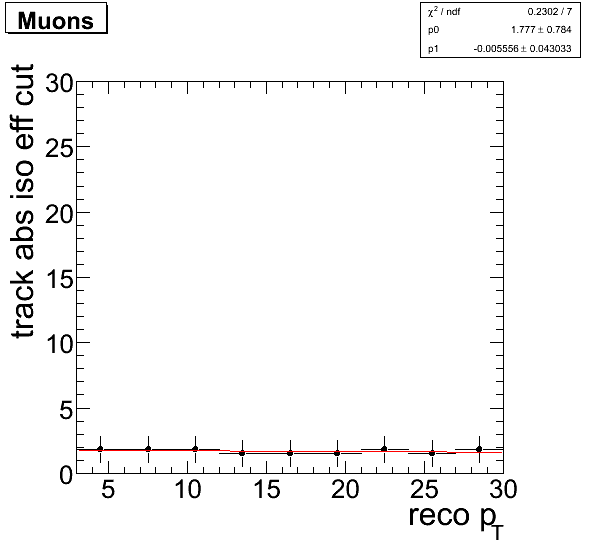 Muons
χ² / ndf 0.2302 / 7
p0 1.777 ± 0.784
p1 -0.005556 ± 0.043033
track abs iso eff cut
30
25
20
15
10
5
0
5 10 15 20 25 30
reco p_T